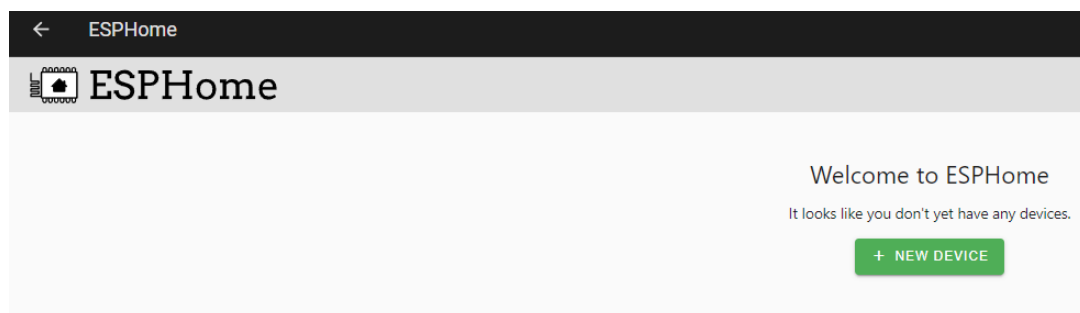 ESPHome
ESPHome
Welcome to ESPHome
It looks like you don't yet have any devices.
+ NEW DEVICE